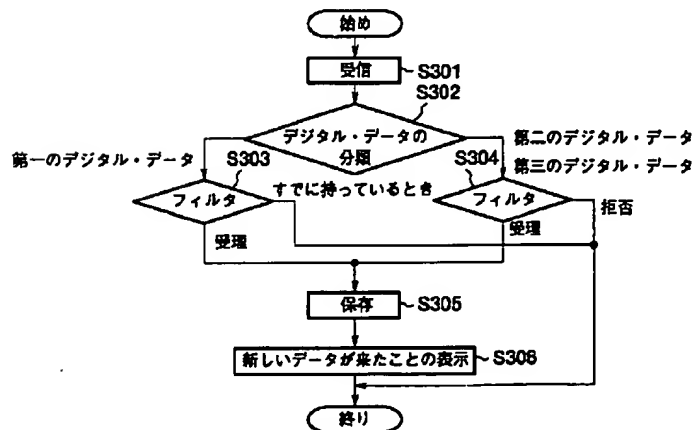 始め
受信
S301
S302
デジタル・データの
分類
第一のデジタル・データ
第二のデジタル・データ
第三のデジタル・データ
S303
S304
すでに持っているとき
フィルタ
フィルタ
拒否
受理
受理
保存
S305
新しいデータが来たことの表示
S306
終り